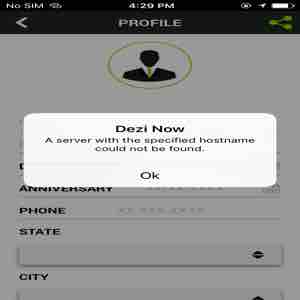 No SIM 4:29 PM
PROFILE
Dezi Now
A server with the specified hostname
could not be found.
Ok
ANNIVERSARY
PHONE
STATE
CITY